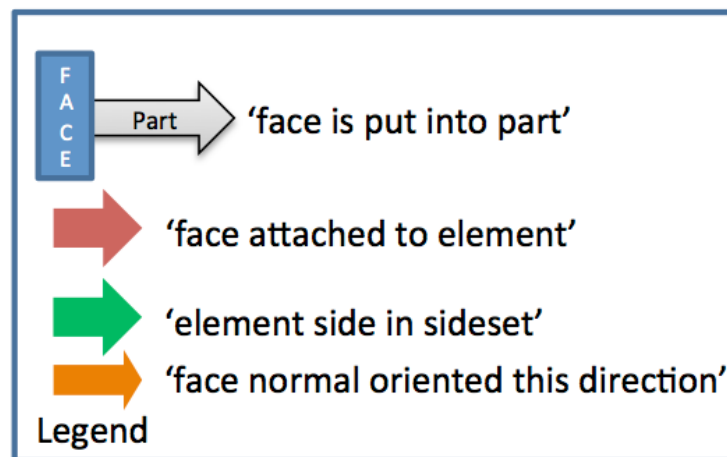 FACE
Part
‘face is put into part’
‘face attached to element’
‘element side in sideset’
‘face normal oriented this direction’
Legend